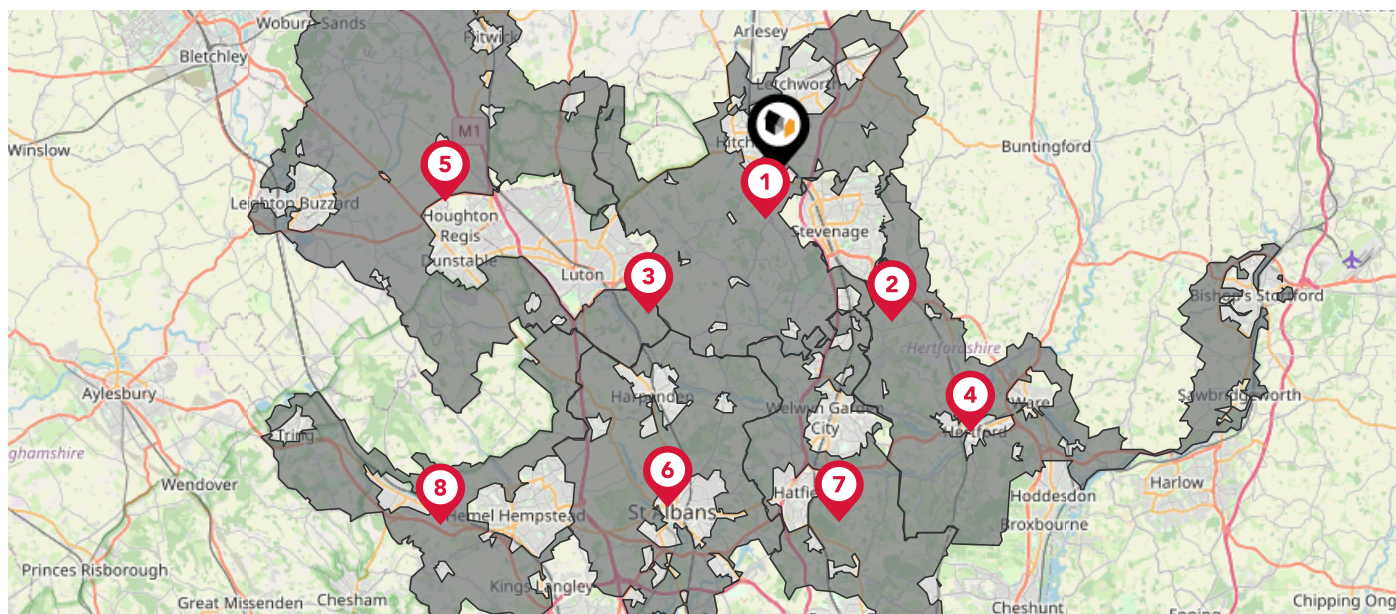 Woburn Sands
Bletchley
Flitwick
Arlesey
Letchworth
M1
Hitch
Winslow
Buntingford
5
1
Leighton Buzzard
Houghton
Regis
Dunstable
Stevenage
Luton
3
2
Bishop's Stortford
Hertfordshire
Aylesbury
Harpenden
Welwyn Garden
City
4
Ware
Hertford
Sawbridgeworth
Tring
ghamshire
Wendover
8
6
7
Hatfi
Harlow
Hemel Hempstead
St Albans
Hoddesdon
Broxbourne
Princes Risborough
Kings Langley
Great Missenden
Chesham
Cheshunt
Chipping Ong